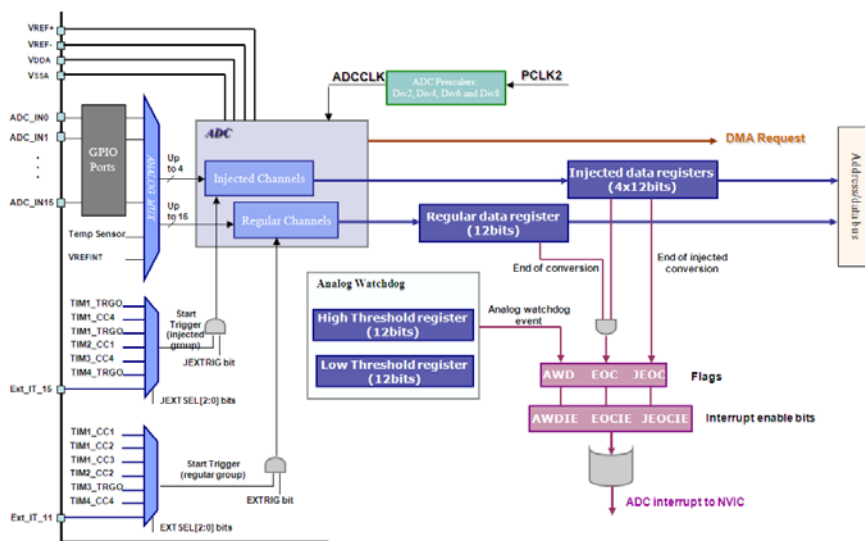 VREF+
VREF-
VDDA
VSSA
ADC_IN0
ADC_IN1
ADC_IN15
GPIO
Ports
ANALOG MUX
Temp Sensor
VREFINT
Up
to 4
Up
to 16
ADC
Injected Channels
Regular Channels
ADCCLK
ADC Prescalers:
Div2, Div4, Div6 and Div8
PCLK2
DMA Request
Injected data registers
(4x12bits)
Regular data register
(12bits)
Address/data bus
End of conversion
End of injected
conversion
Analog Watchdog
High Threshold register
(12bits)
Low Threshold register
(12bits)
Analog watchdog
event
AWD EOC JEOC
Flags
AWDIE EOCIE JEOCIE
Interrupt enable bits
ADC interrupt to NVIC
TIM1_TRGO
TIM1_CC4
TIM1_TRGO
TIM2_CC1
TIM3_CC4
TIM4_TRGO
Ext_IT_15
Start
Trigger
(injected
group)
JEXTRIG bit
JEXTSEL[2:0] bits
TIM1_CC1
TIM1_CC2
TIM1_CC3
TIM2_CC2
TIM3_TRGO
TIM4_CC4
Ext_IT_11
Start Trigger
(regular group)
EXTRIG bit
EXTSEL[2:0] bits